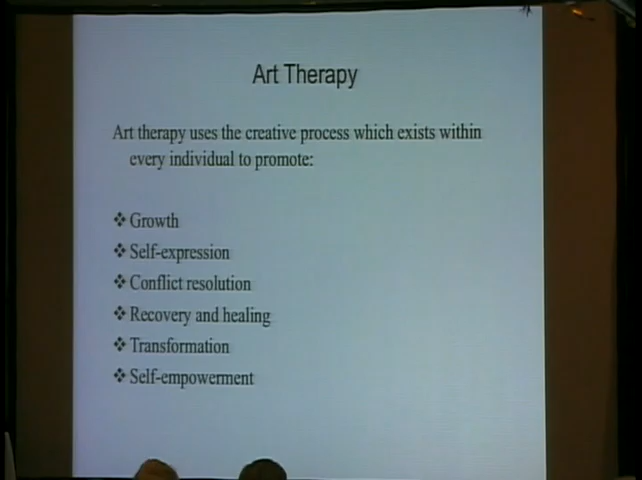 Art Therapy
Art therapy uses the creative process which exists within
every individual to promote:
❖ Growth
❖ Self-expression
❖ Conflict resolution
❖ Recovery and healing
❖ Transformation
❖ Self-empowerment